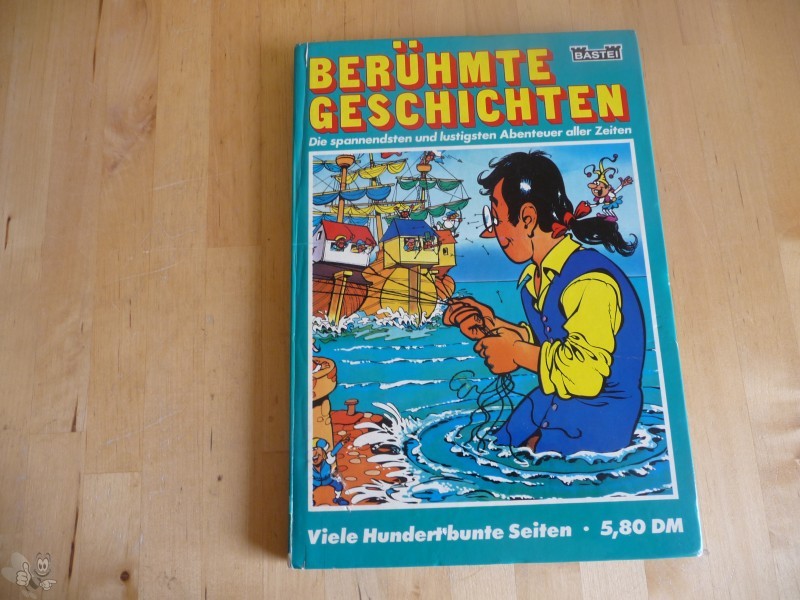 BASTEI
BERÜHMTE
GESCHICHTEN
Die spannendsten und lustigsten Abenteuer aller Zeiten
Viele Hundert bunte Seiten · 5,80 DM